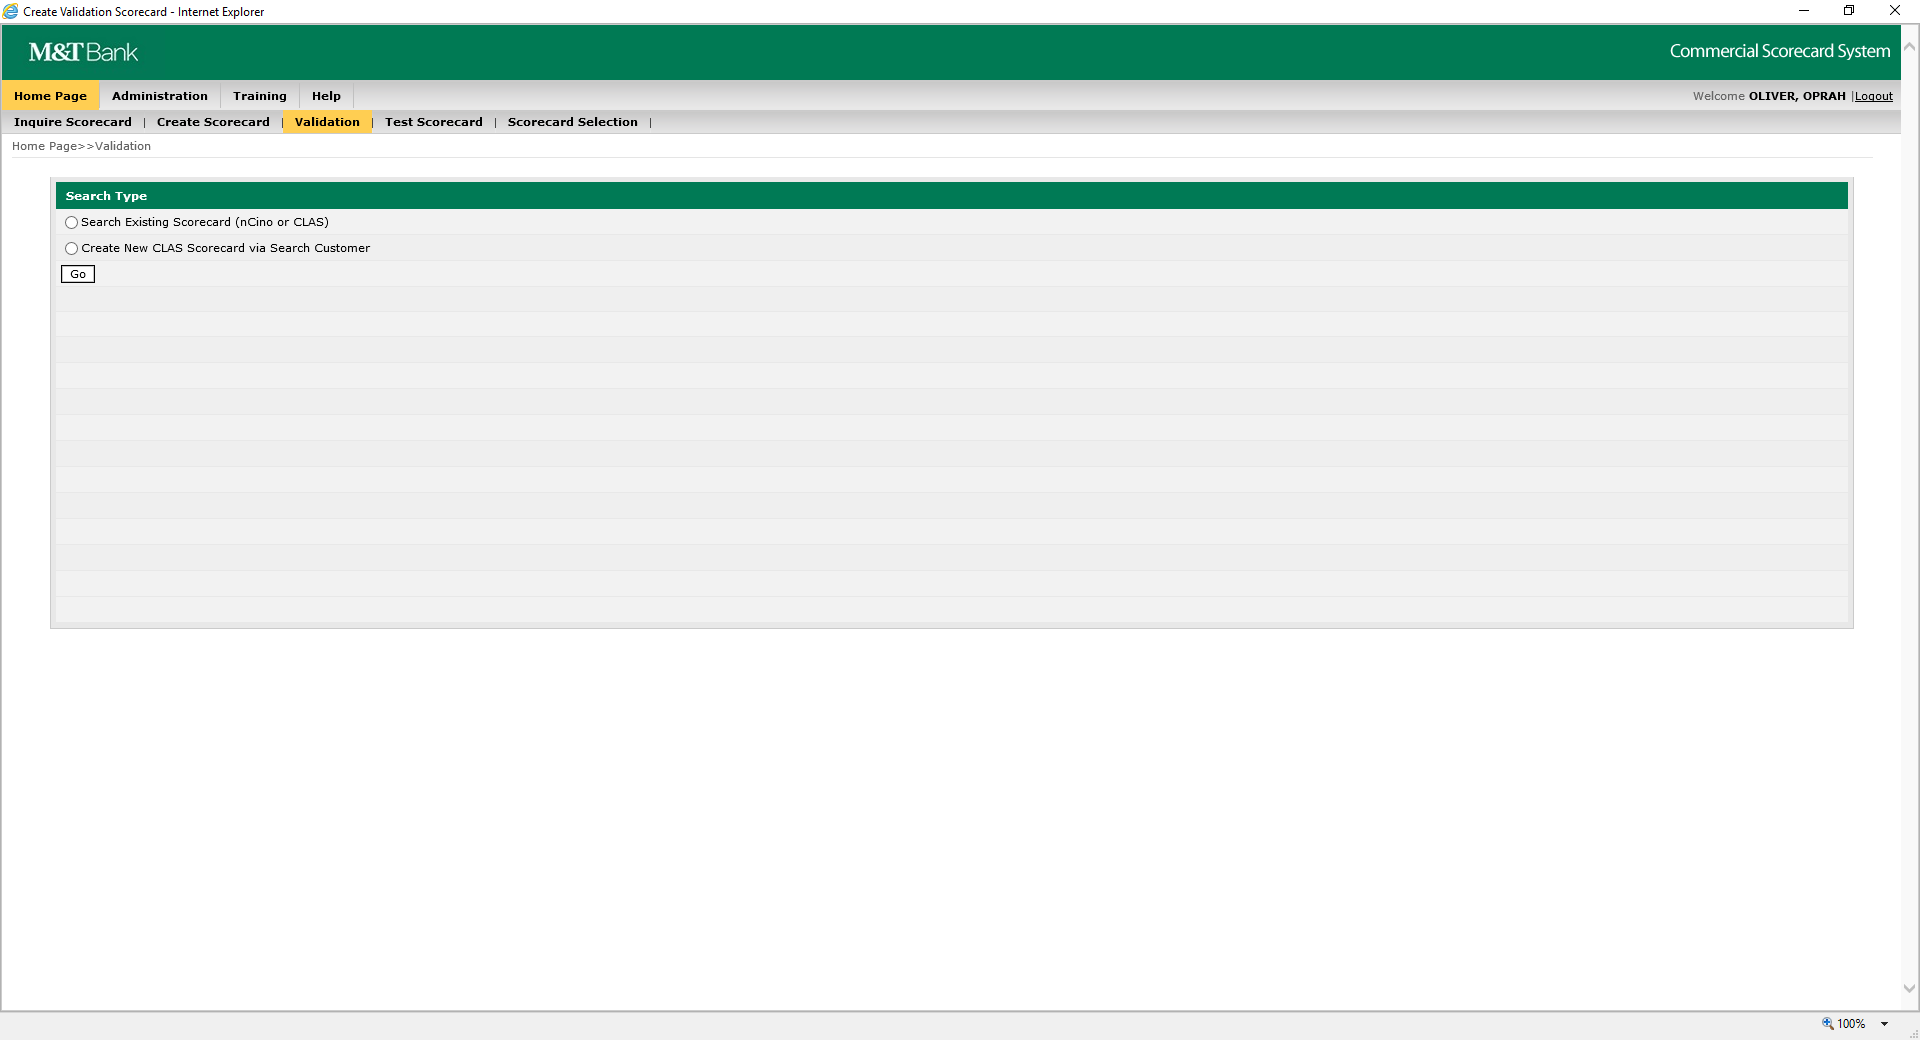 Create Validation Scorecard - Internet Explorer
M&T Bank
Commercial Scorecard System
Home Page Administration Training Help Welcome OLIVER, OPRAH |Logout
Inquire Scorecard | Create Scorecard | Validation | Test Scorecard | Scorecard Selection |
Home Page>>Validation
Search Type
Search Existing Scorecard (nCino or CLAS)
Create New CLAS Scorecard via Search Customer
Go
100%